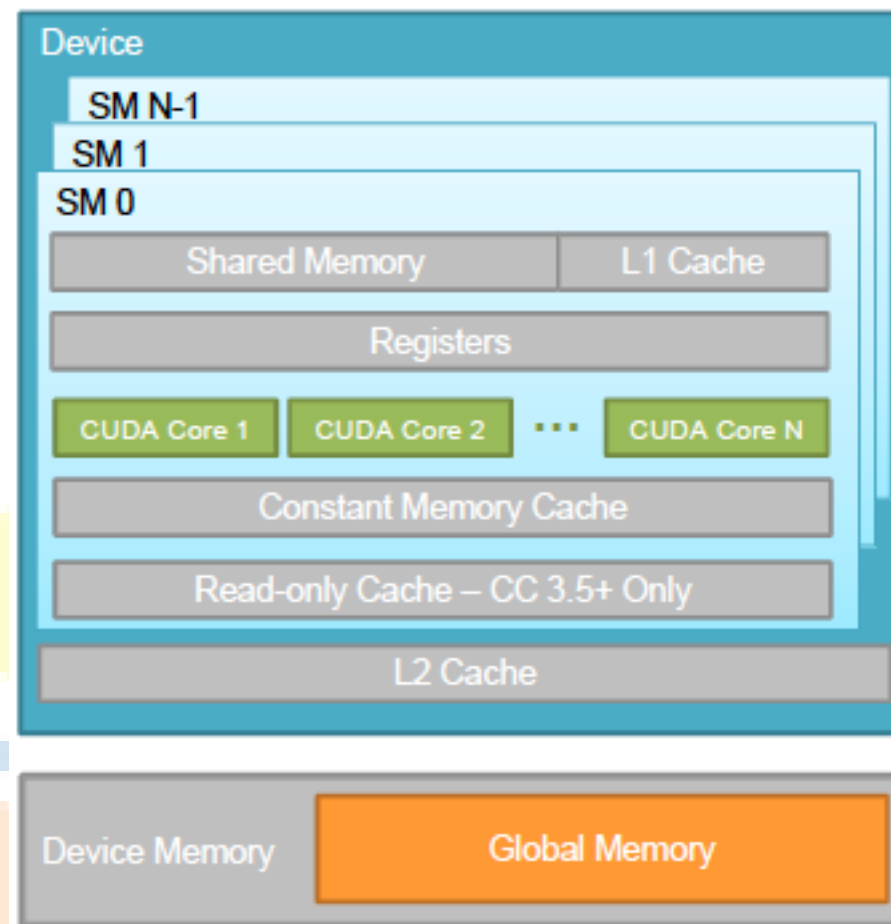 Device
SM N-1
SM 1
SM 0
Shared Memory L1 Cache
Registers
CUDA Core 1 CUDA Core 2 ... CUDA Core N
Constant Memory Cache
Read-only Cache – CC 3.5+ Only
L2 Cache
Device Memory Global Memory